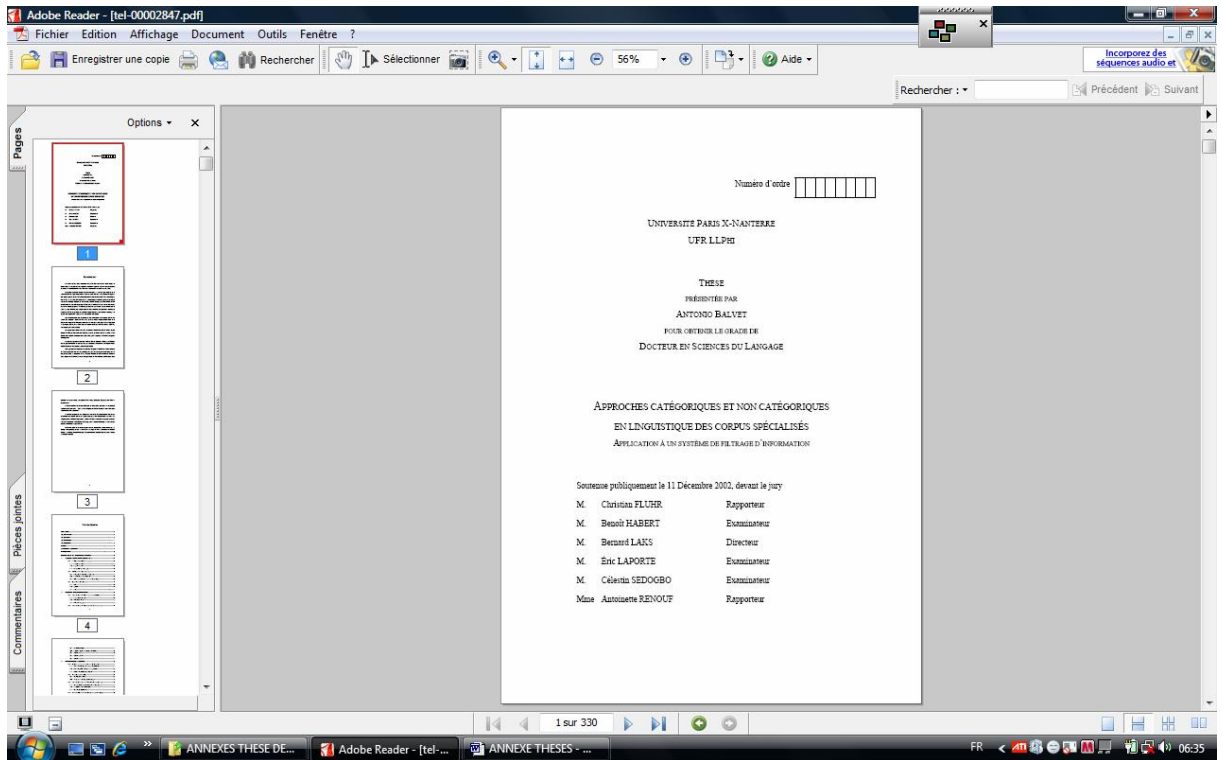 Adobe Reader - [tel-00002847.pdf]
Fichier Edition Affichage Document Outils Fenêtre ?
Enregistrer une copie Rechercher Sélectionner 56% Aide
Incorporez des
séquences audio et
Rechercher : Précédent Suivant
Pages
Options
1
2
3
4
Pièces jointes
Commentaires
Numéro d'ordre
UNIVERSITÉ PARIS X-NANTERRE
UFR LLPHI
THESE
PRÉSENTÉE PAR
ANTONIO BALVET
POUR OBTENIR LE GRADE DE
DOCTEUR EN SCIENCES DU LANGAGE
APPROCHES CATÉGORIQUES ET NON CATÉGORIQUES
EN LINGUISTIQUE DES CORPUS SPÉCIALISÉS
APPLICATION À UN SYSTÈME DE FILTRAGE D'INFORMATION
Soutenue publiquement le 11 Décembre 2002, devant le jury
M. Christian FLUHR Rapporteur
M. Benoît HABERT Examinateur
M. Bernard LAKS Directeur
M. Éric LAPORTE Examinateur
M. Célestin SEDOGBO Examinateur
Mme Antoinette RENOUF Rapporteur
1 sur 330
ANNEXES THESE DE... Adobe Reader - [tel-... ANNEXE THESES - ... FR 06:35